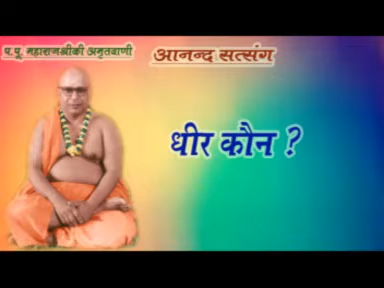 प.पू. महाराजश्रीकी अमृतवाणी
आनन्द सत्संग
धीर कौन ?